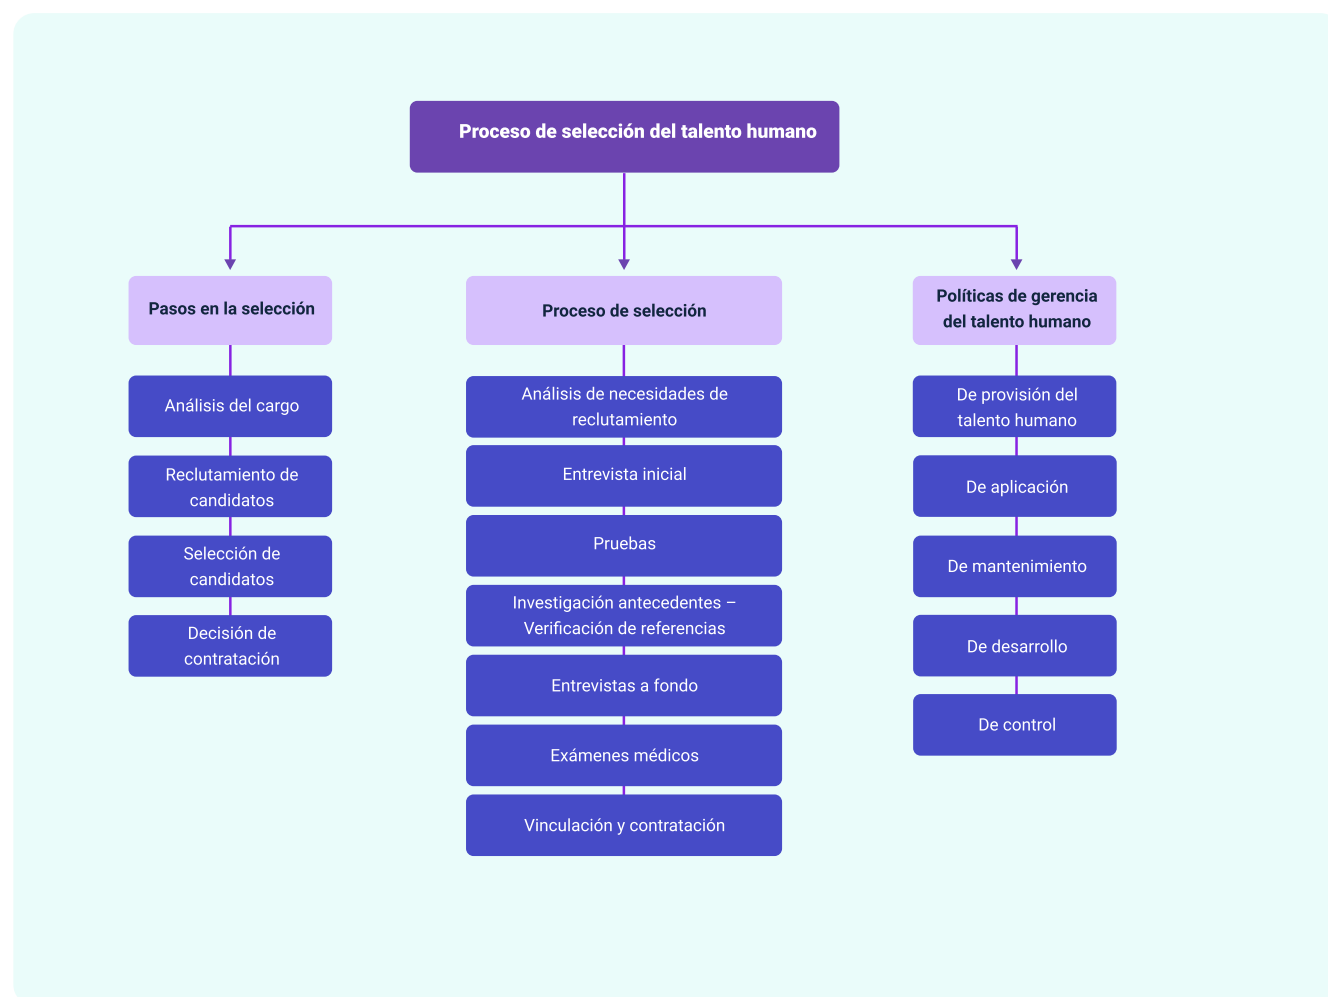 Proceso de selección del talento humano
Pasos en la selección
Análisis del cargo
Reclutamiento de
candidatos
Selección de
candidatos
Decisión de
contratación
Proceso de selección
Análisis de necesidades de
reclutamiento
Entrevista inicial
Pruebas
Investigación antecedentes –
Verificación de referencias
Entrevistas a fondo
Exámenes médicos
Vinculación y contratación
Políticas de gerencia
del talento humano
De provisión del
talento humano
De aplicación
De mantenimiento
De desarrollo
De control